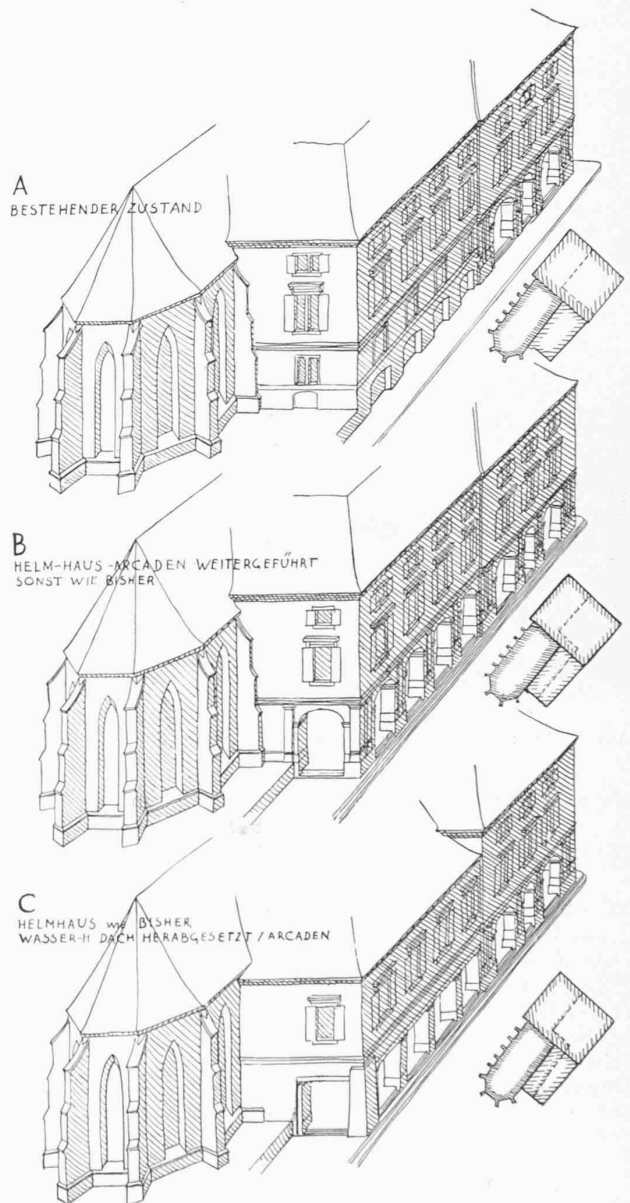 A
BESTEHENDER ZUSTAND
B
HELM-HAUS-ARCADEN WEITERGEFÜHRT
SONST WIE BISHER
C
HELMHAUS wie BISHER
WASSER-H DACH HERABGESETZT / ARCADEN